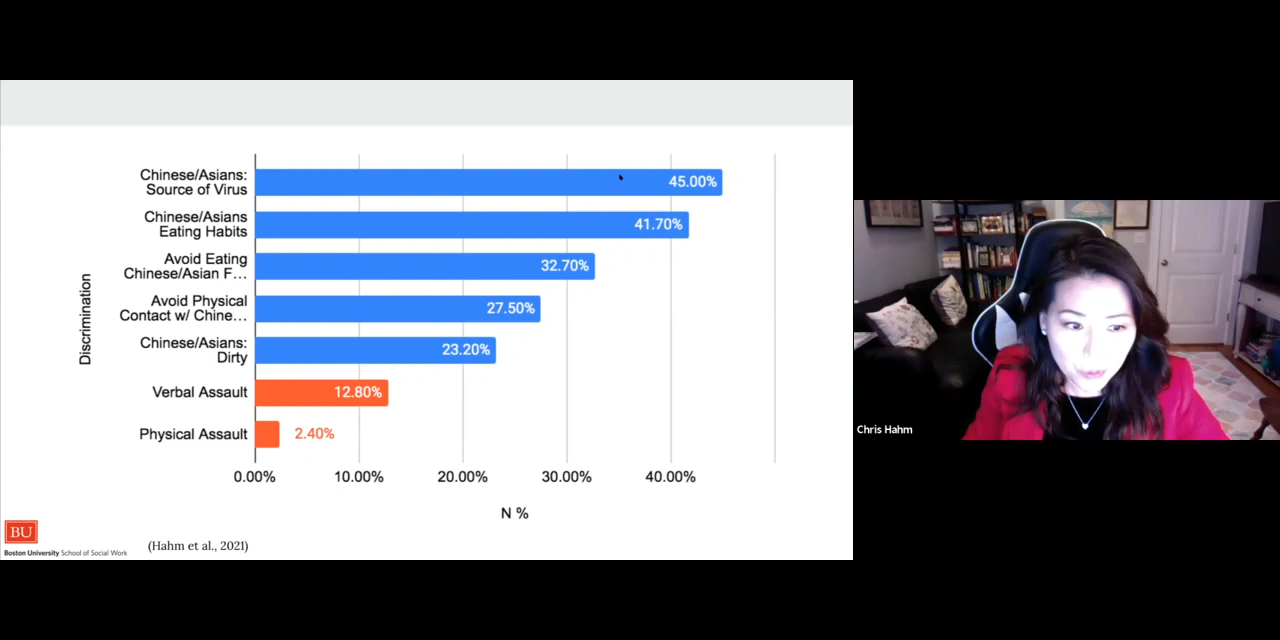 Chinese/Asians:
Source of Virus
45.00%
Chinese/Asians
Eating Habits
41.70%
Avoid Eating
Chinese/Asian F...
32.70%
Avoid Physical
Contact w/ Chine...
27.50%
Chinese/Asians:
Dirty
23.20%
Verbal Assault
12.80%
Physical Assault
2.40%
Discrimination
0.00%
10.00%
20.00%
30.00%
40.00%
N %
BU
Boston University School of Social Work
(Hahm et al., 2021)
Chris Hahm